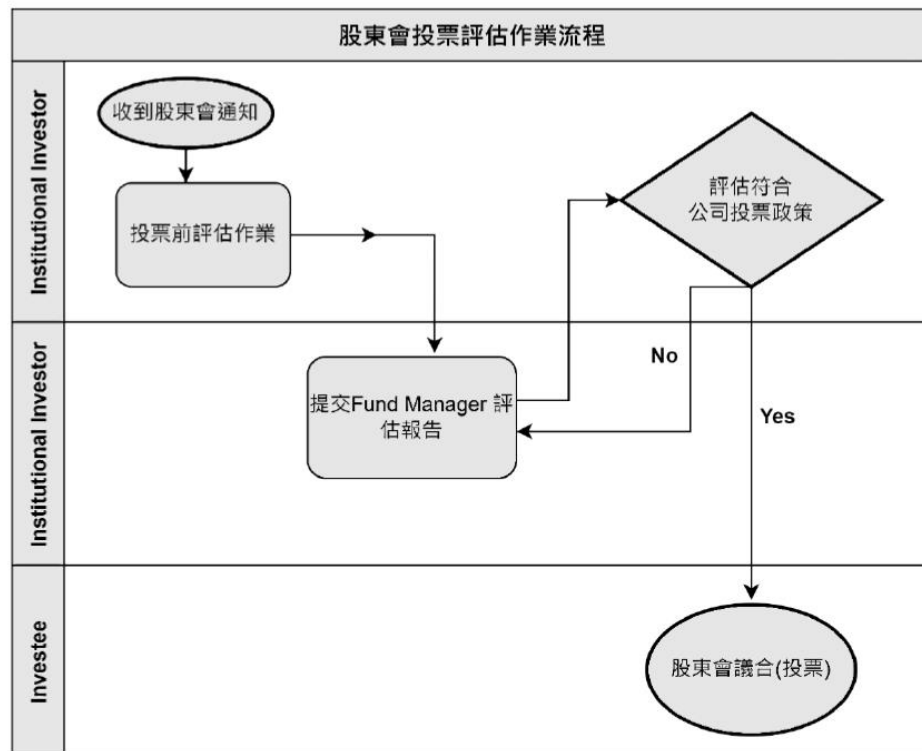 股東會投票評估作業流程
Institutional Investor
收到股東會通知
投票前評估作業
評估符合
公司投票政策
Institutional Investor
提交Fund Manager 評
估報告
No
Yes
Investee
股東會議合(投票)